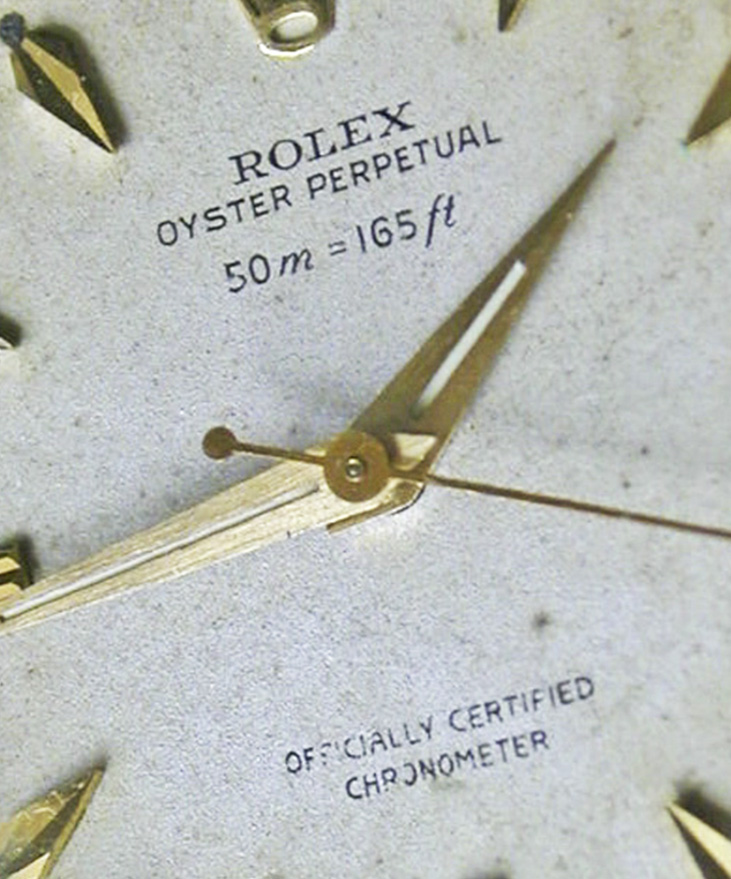 ROLEX
OYSTER PERPETUAL
50m = 165ft
OFFICIALLY CERTIFIED
CHRONOMETER